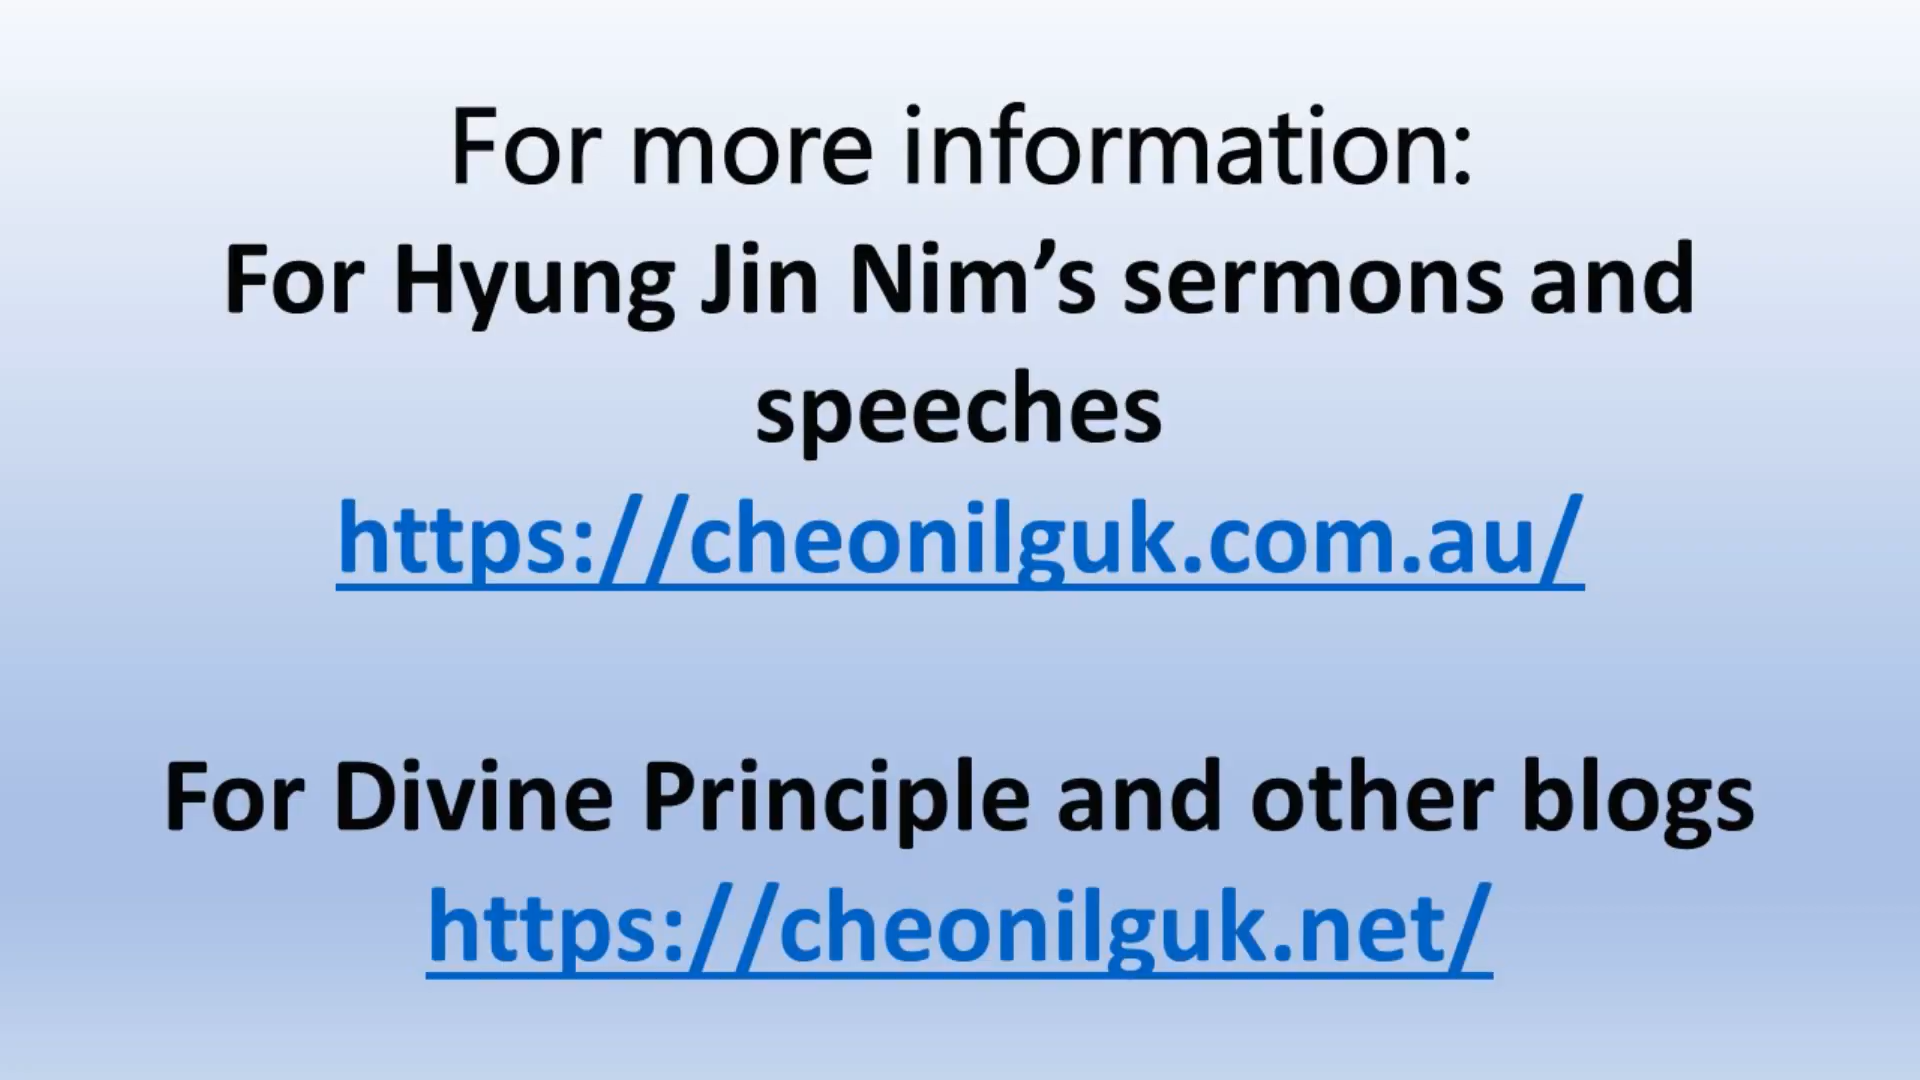 For more information:
For Hyung Jin Nim’s sermons and
speeches
https://cheonilguk.com.au/
For Divine Principle and other blogs
https://cheonilguk.net/